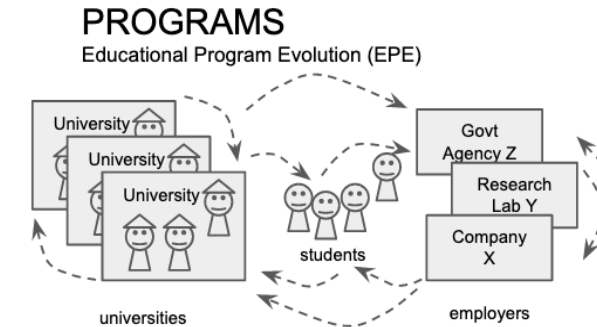 PROGRAMS
Educational Program Evolution (EPE)
University
University
University
universities
students
Govt
Agency Z
Research
Lab Y
Company
X
employers